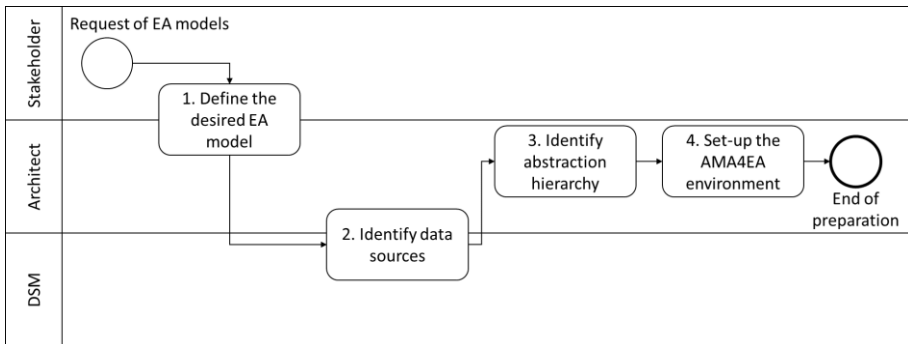 Stakeholder
Request of EA models
1. Define the
desired EA
model
Architect
3. Identify
abstraction
hierarchy
4. Set-up the
AMA4EA
environment
End of
preparation
2. Identify data
sources
DSM